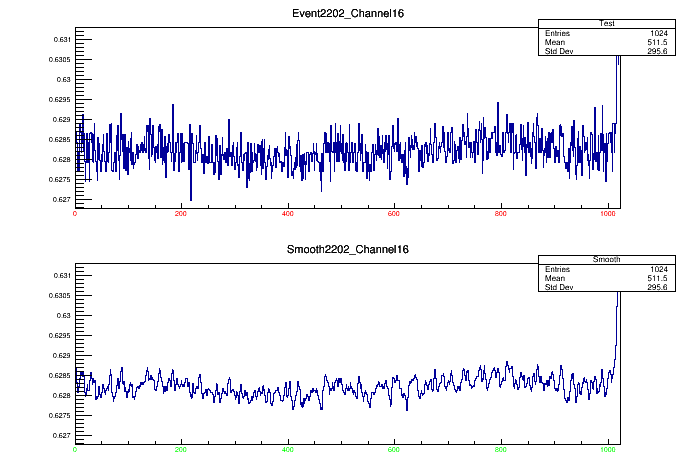 Event2202_Channel16
Test
Entries 1024
Mean 511.5
Std Dev 295.6
0.631
0.6305
0.63
0.6295
0.629
0.6285
0.628
0.6275
0.627
0 200 400 600 800 1000
Smooth2202_Channel16
Smooth
Entries 1024
Mean 511.5
Std Dev 295.6
0.631
0.6305
0.63
0.6295
0.629
0.6285
0.628
0.6275
0.627
0 200 400 600 800 1000